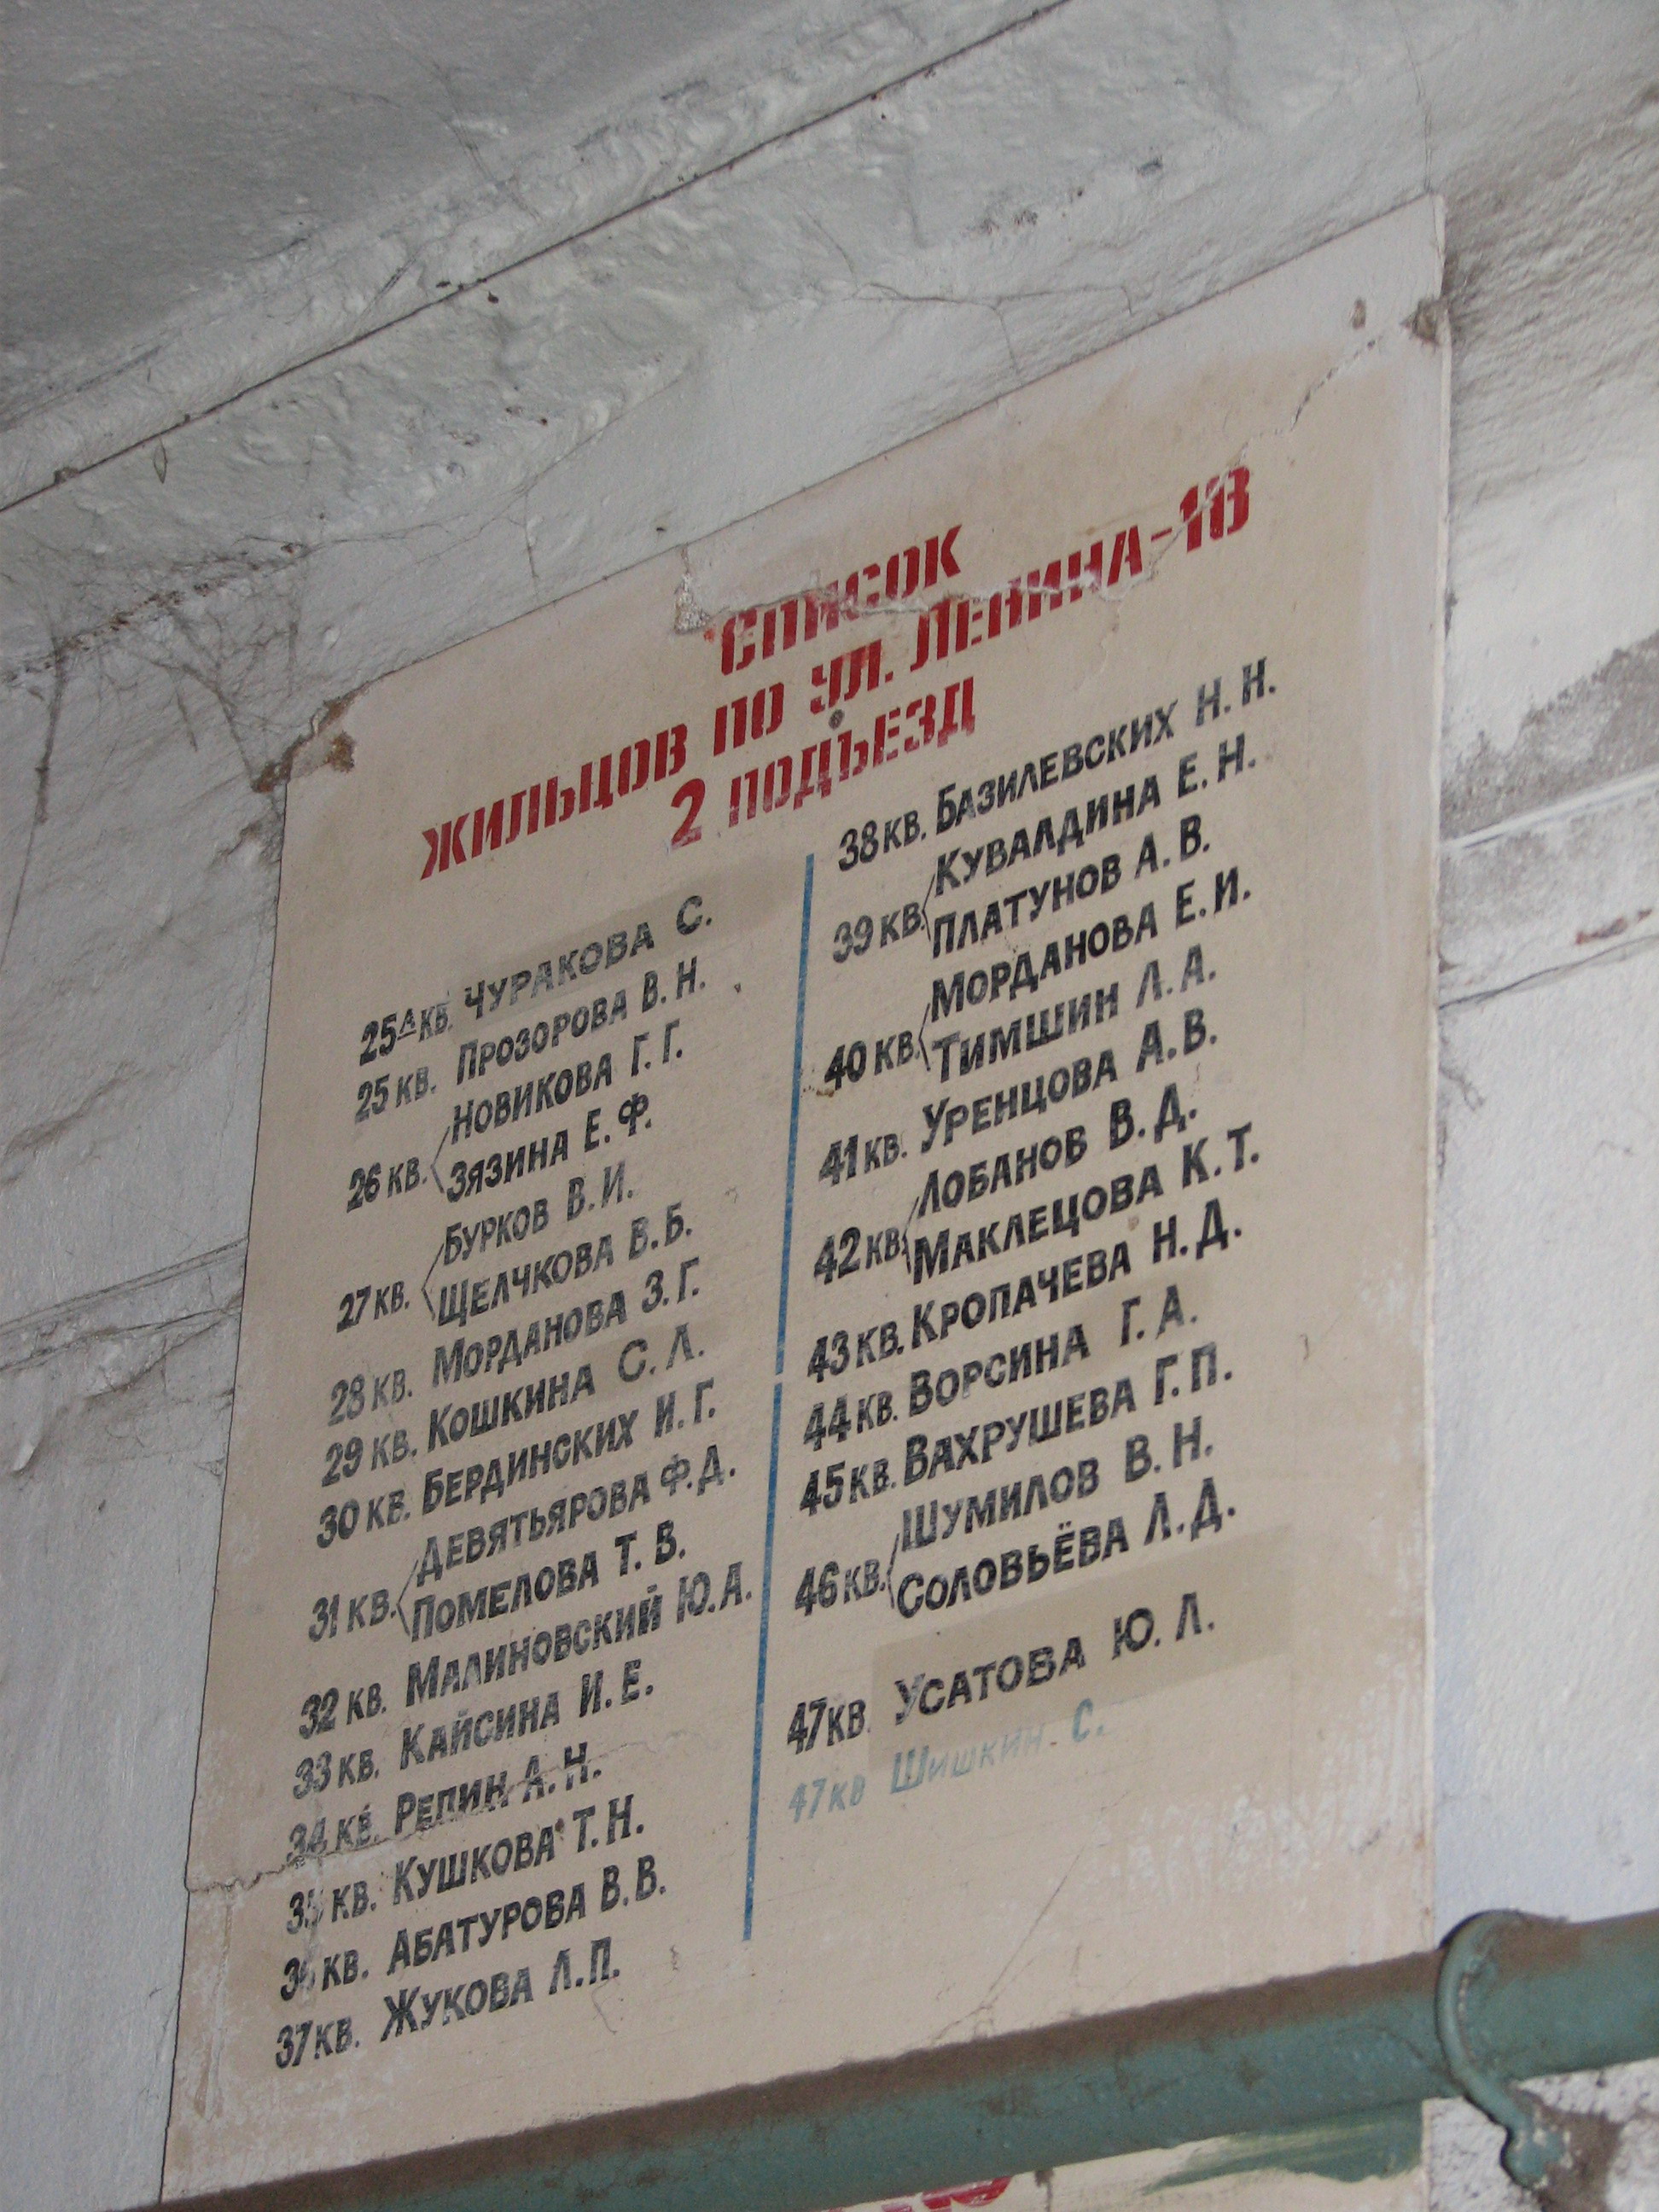 СПИСОК
ЖИЛЬЦОВ ПО УЛ. ЛЕНИНА-18
2 ПОДЪЕЗД
25А КВ. ЧУРАКОВА С.
25 КВ. ПРОЗОРОВА В. Н.
26 КВ. НОВИКОВА Г. Г.
ЗЯЗИНА Е. Ф.
27 КВ. БУРКОВ В. И.
ЩЕЛЧКОВА В. Б.
28 КВ. МОРДАНОВА З. Г.
29 КВ. КОШКИНА С. Л.
30 КВ. БЕРДИНСКИХ И. Г.
31 КВ. ДЕВЯТЬЯРОВА Ф. Д.
ПОМЕЛОВА Т. В.
32 КВ. МАЛИНОВСКИЙ Ю. А.
33 КВ. КАЙСИНА И. Е.
34 КВ. РЕПИН А. Н.
35 КВ. КУШКОВА Т. Н.
36 КВ. АБАТУРОВА В. В.
37 КВ. ЖУКОВА Л. П.
38 КВ. БАЗИЛЕВСКИХ Н. Н.
39 КВ. КУВАЛДИНА Е. Н.
ПЛАТУНОВ А. В.
40 КВ. МОРДАНОВА Е. И.
ТИМШИН Л. А.
41 КВ. УРЕНЦОВА А. В.
42 КВ. ЛОБАНОВ В. Д.
МАКЛЕЦОВА К. Т.
43 КВ. КРОПАЧЕВА Н. Д.
44 КВ. ВОРСИНА Г. А.
45 КВ. ВАХРУШЕВА Г. П.
46 КВ. ШУМИЛОВ В. Н.
СОЛОВЬЁВА Л. Д.
47 КВ. УСАТОВА Ю. Л.
47 КВ Шишкин. С.